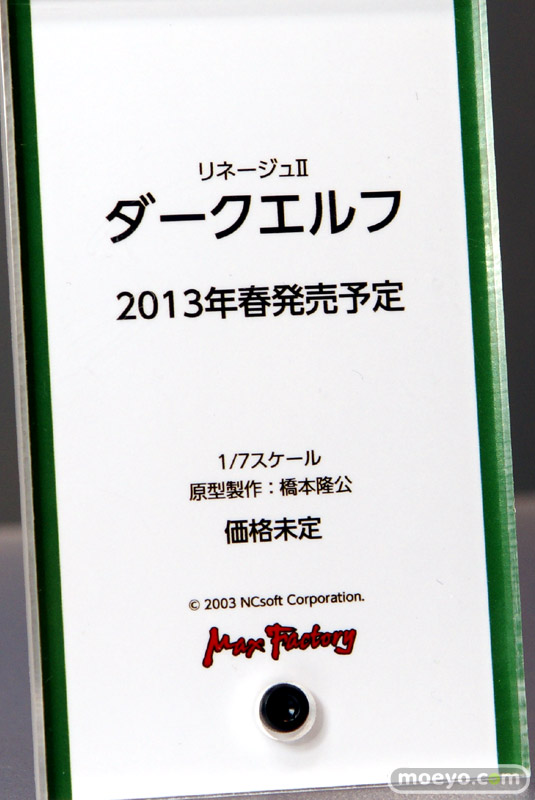 リネージュⅡ
ダークエルフ
2013年春発売予定
1/7スケール
原型製作：橋本隆公
価格未定
© 2003 NCsoft Corporation.
Max Factory
moeyo.com